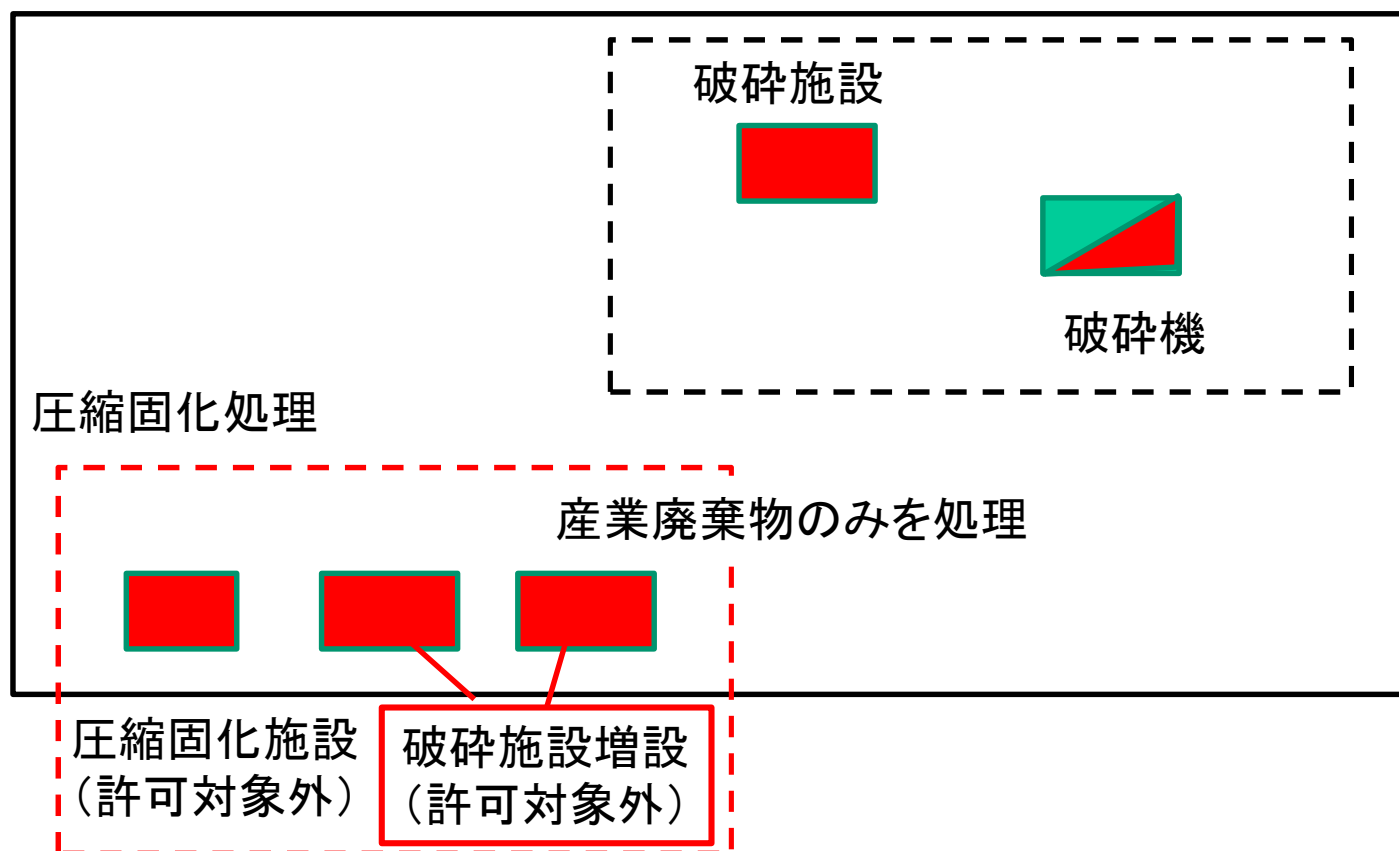 破砕施設
破砕機
圧縮固化処理
産業廃棄物のみを処理
圧縮固化施設
（許可対象外）
破砕施設増設
（許可対象外）